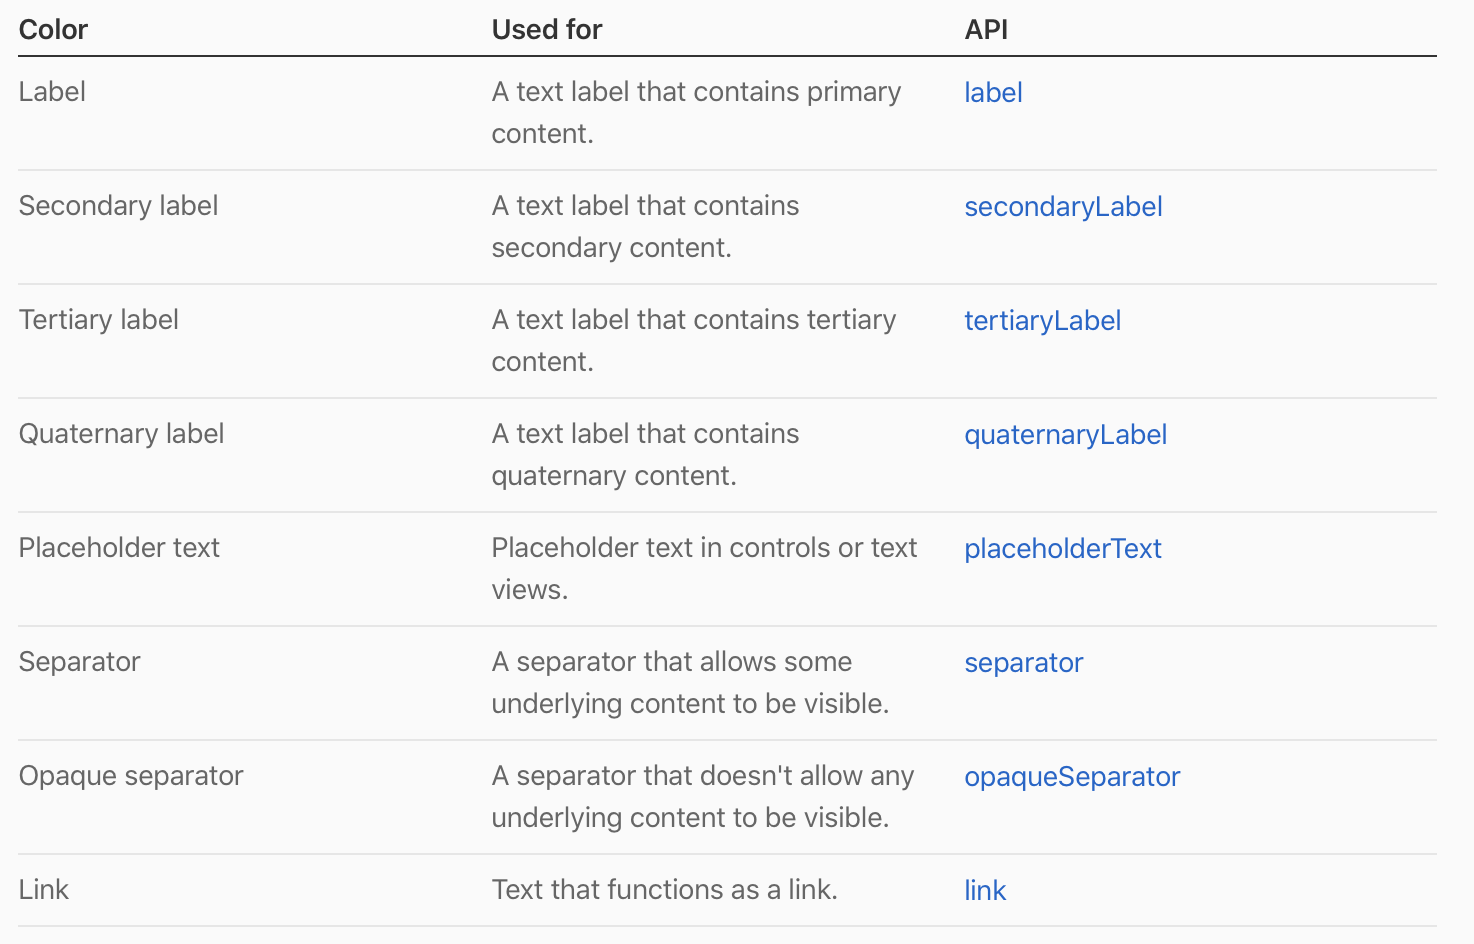 Color Used for API
Label A text label that contains primary label
content.
Secondary label A text label that contains secondaryLabel
secondary content.
Tertiary label A text label that contains tertiary tertiaryLabel
content.
Quaternary label A text label that contains quaternaryLabel
quaternary content.
Placeholder text Placeholder text in controls or text placeholderText
views.
Separator A separator that allows some separator
underlying content to be visible.
Opaque separator A separator that doesn't allow any opaqueSeparator
underlying content to be visible.
Link Text that functions as a link. link